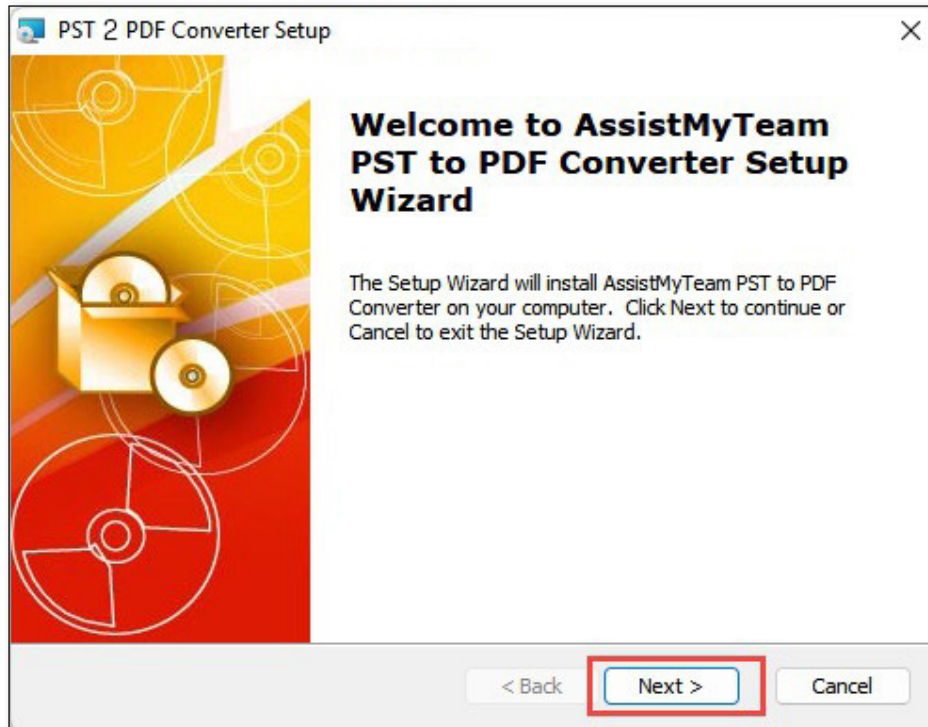 PST 2 PDF Converter Setup
Welcome to AssistMyTeam
PST to PDF Converter Setup
Wizard
The Setup Wizard will install AssistMyTeam PST to PDF
Converter on your computer.  Click Next to continue or
Cancel to exit the Setup Wizard.
< Back
Next >
Cancel